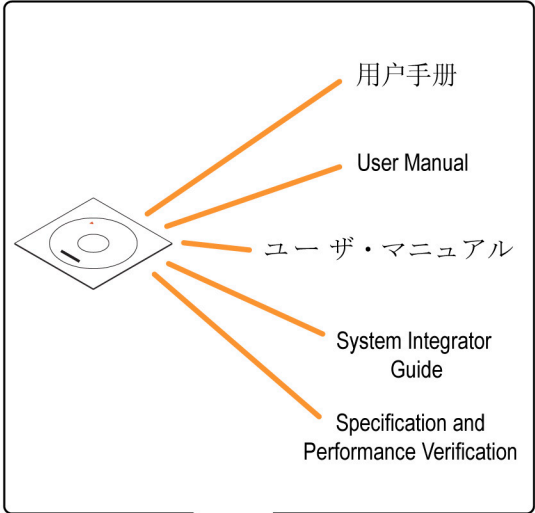 用户手册
User Manual
ユー ザ・マニュアル
System Integrator
Guide
Specification and
Performance Verification